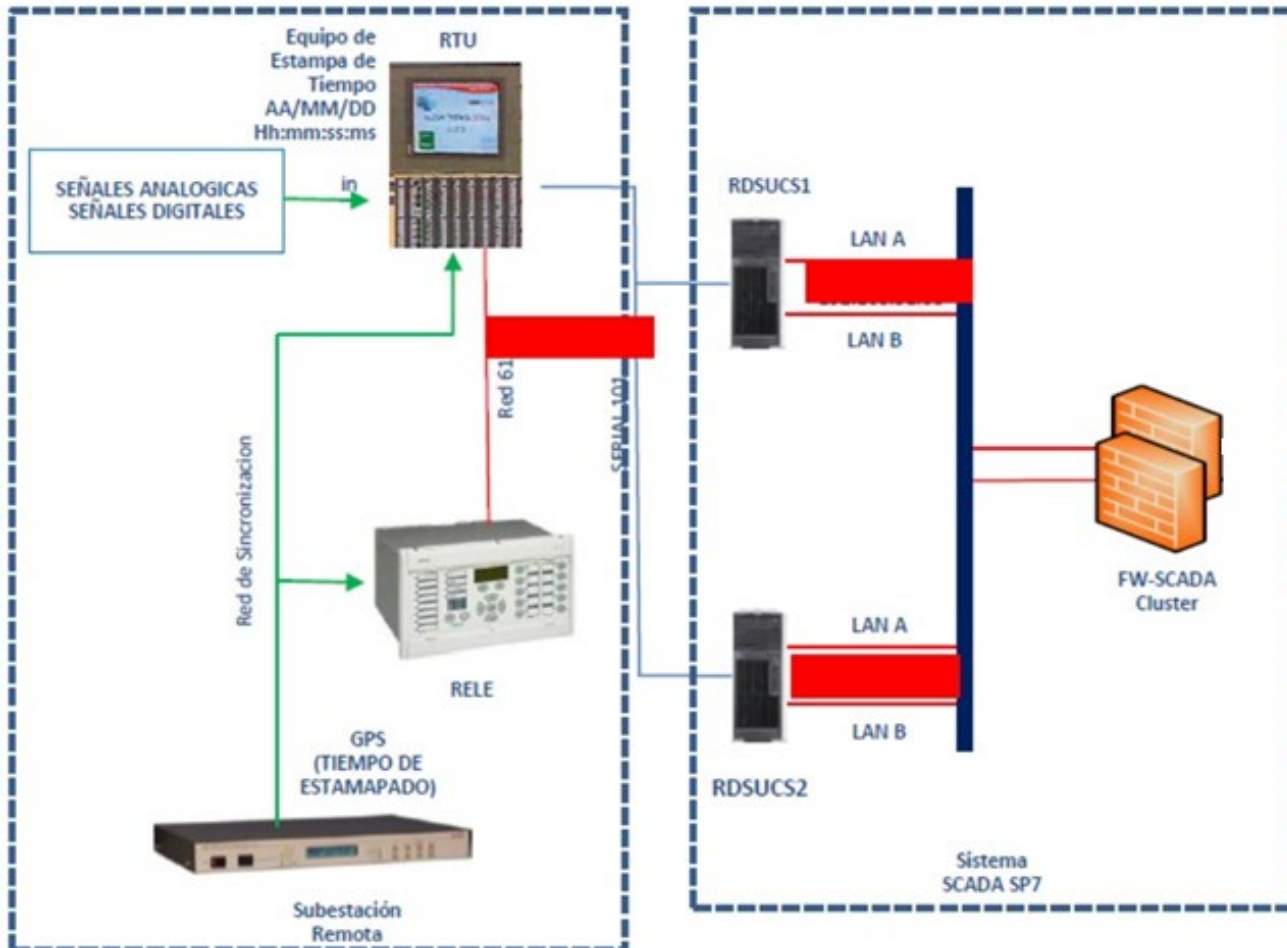 Equipo de
Estampa de
Tiempo
AA/MM/DD
Hh:mm:ss:ms
RTU
SEÑALES ANALOGICAS
SEÑALES DIGITALES
in
Red 61
SERIAL 101
Red de Sincronizacion
RELE
GPS
(TIEMPO DE
ESTAMAPADO)
Subestación
Remota
RDSUCS1
LAN A
LAN B
FW-SCADA
Cluster
LAN A
LAN B
RDSUCS2
Sistema
SCADA SP7